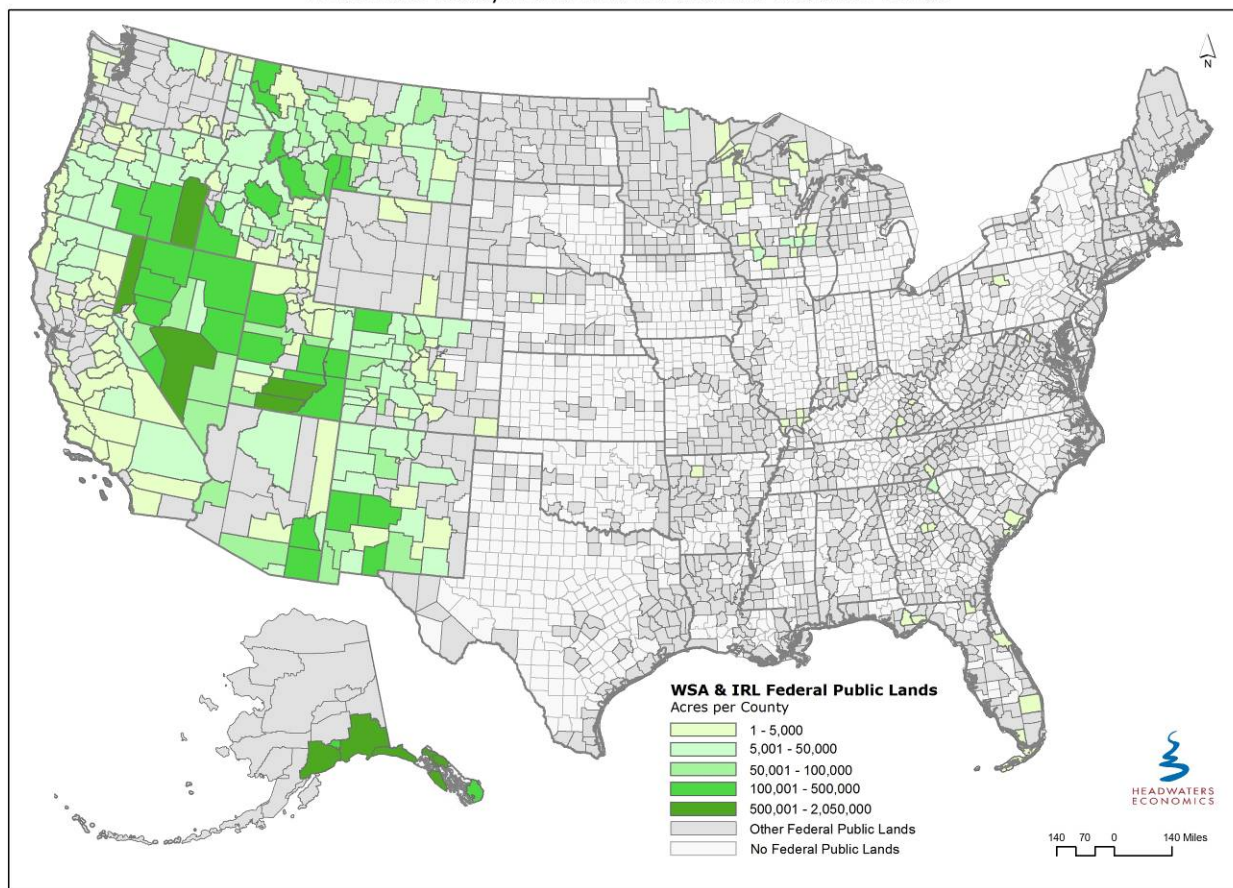 N
WSA & IRL Federal Public Lands
Acres per County
1 - 5,000
5,001 - 50,000
50,001 - 100,000
100,001 - 500,000
500,001 - 2,050,000
Other Federal Public Lands
No Federal Public Lands
HEADWATERS
ECONOMICS
140 70 0 140 Miles